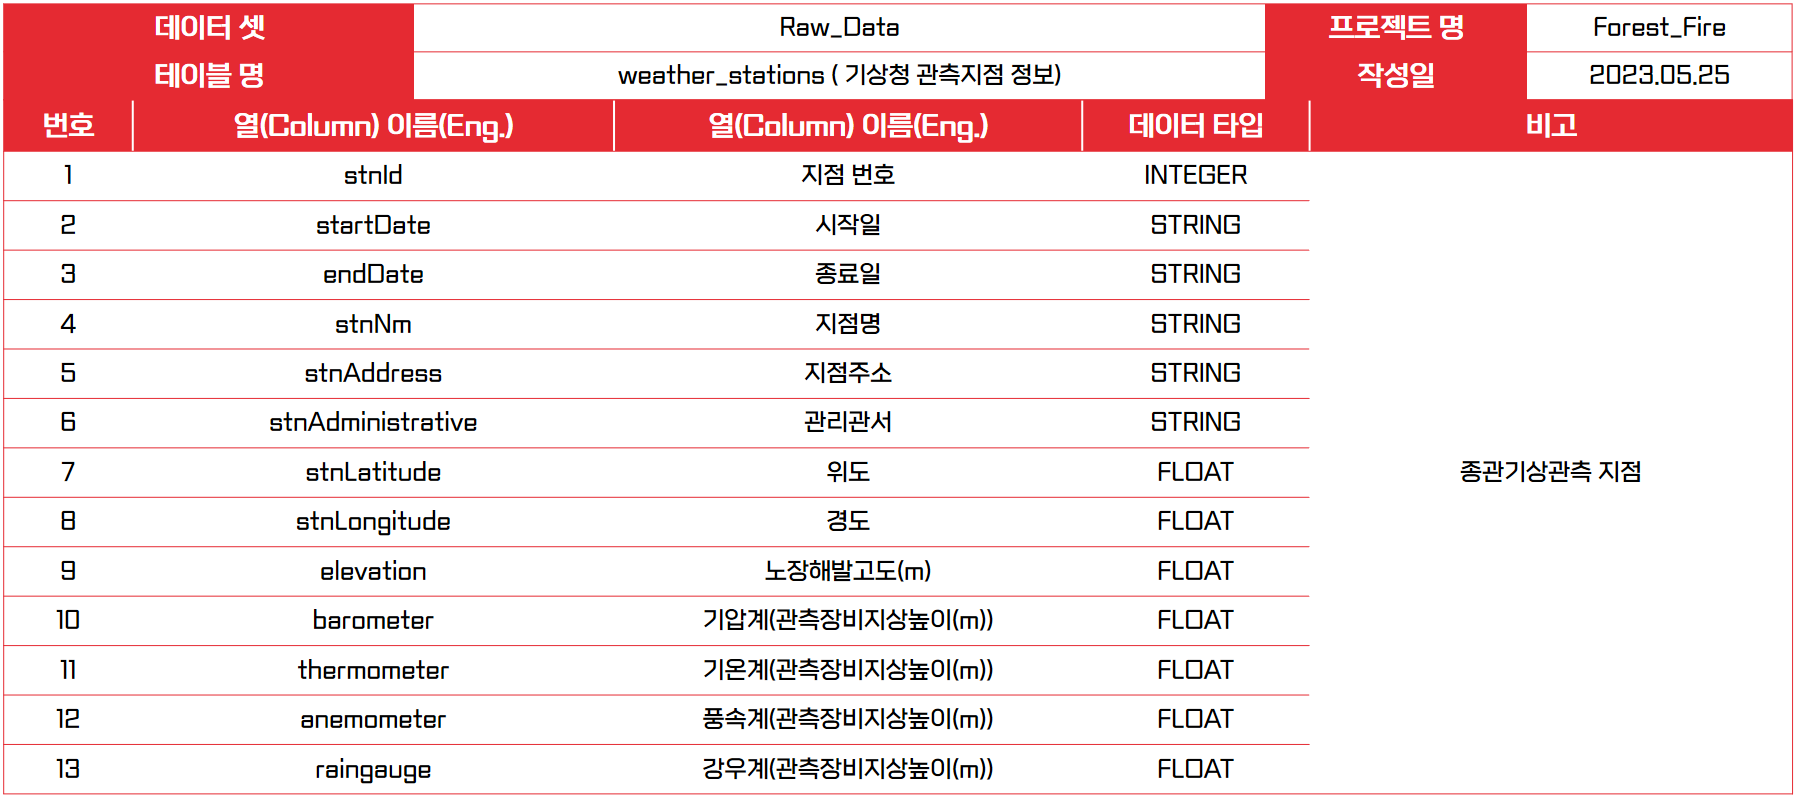 데이터 셋 Raw_Data 프로젝트 명 Forest_Fire
테이블 명 weather_stations ( 기상청 관측지점 정보) 작성일 2023.05.25
번호 열(Column) 이름(Eng.) 열(Column) 이름(Eng.) 데이터 타입 비고
1 stnId 지점 번호 INTEGER
2 startDate 시작일 STRING
3 endDate 종료일 STRING
4 stnNm 지점명 STRING
5 stnAddress 지점주소 STRING
6 stnAdministrative 관리관서 STRING
7 stnLatitude 위도 FLOAT 종관기상관측 지점
8 stnLongitude 경도 FLOAT
9 elevation 노장해발고도(m) FLOAT
10 barometer 기압계(관측장비지상높이(m)) FLOAT
11 thermometer 기온계(관측장비지상높이(m)) FLOAT
12 anemometer 풍속계(관측장비지상높이(m)) FLOAT
13 raingauge 강우계(관측장비지상높이(m)) FLOAT